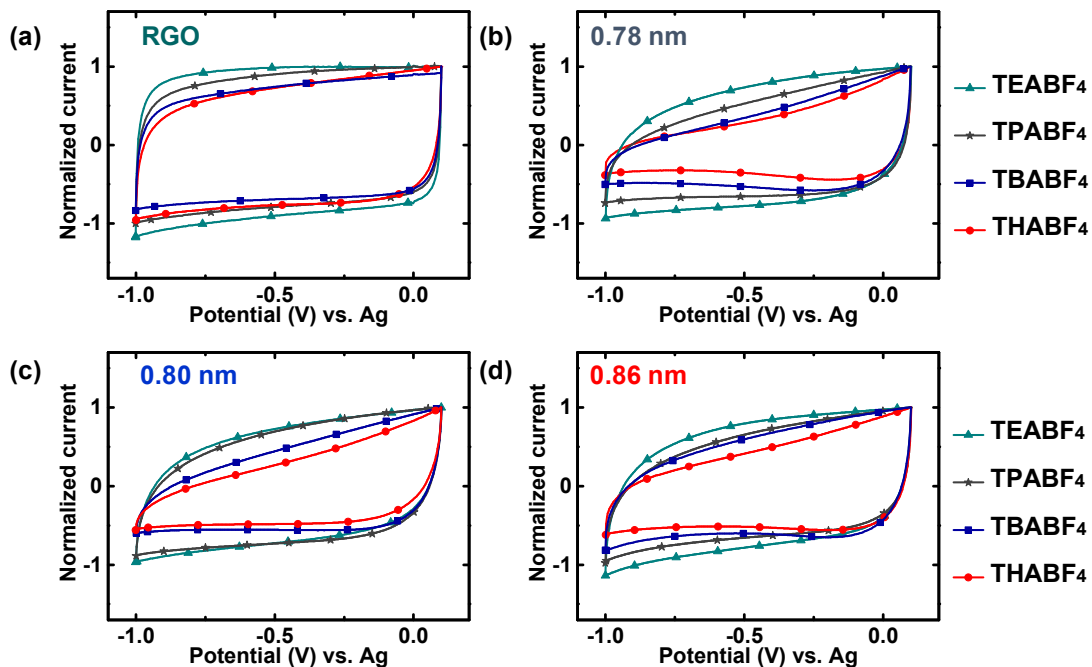 (a)
RGO
Normalized current
1
0
-1
-1.0
-0.5
0.0
Potential (V) vs. Ag
(b)
0.78 nm
Normalized current
1
0
-1
-1.0
-0.5
0.0
Potential (V) vs. Ag
TEABF4
TPABF4
TBABF4
THABF4
(c)
0.80 nm
Normalized current
1
0
-1
-1.0
-0.5
0.0
Potential (V) vs. Ag
(d)
0.86 nm
Normalized current
1
0
-1
-1.0
-0.5
0.0
Potential (V) vs. Ag
TEABF4
TPABF4
TBABF4
THABF4